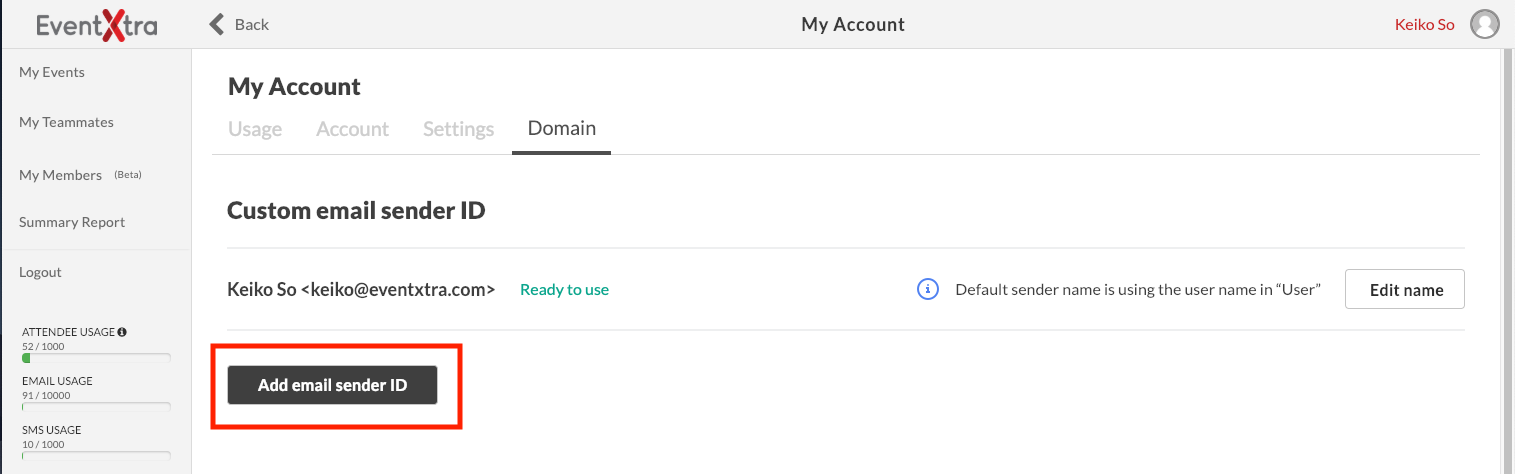 EventXtra
Back
My Account
Keiko So
My Events
My Teammates
My Members (Beta)
Summary Report
Logout
ATTENDEE USAGE
52 / 1000
EMAIL USAGE
91 / 10000
SMS USAGE
10 / 1000
My Account
Usage Account Settings Domain
Custom email sender ID
Keiko So <keiko@eventxtra.com> Ready to use Default sender name is using the user name in “User” Edit name
Add email sender ID